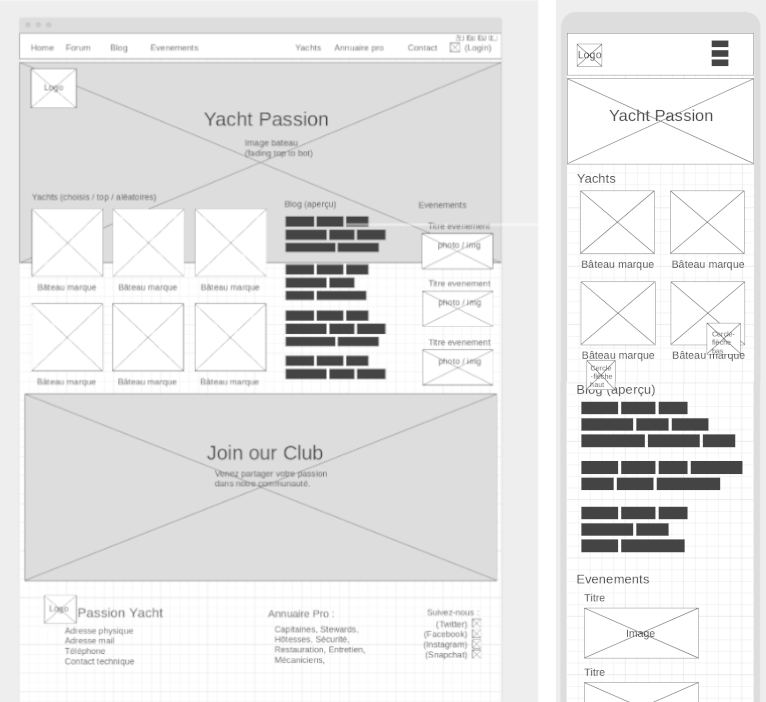 Home Forum Blog Evenements Yachts Annuaire pro Contact (Login)
Logo
Yacht Passion
Image bateau
(fading top to bot)
Yachts (choisis / top / aléatoires)
Bâteau marque Bâteau marque Bâteau marque
Bâteau marque Bâteau marque Bâteau marque
Blog (aperçu)
Evenements
Titre evenement
photo / img
Titre evenement
photo / img
Titre evenement
photo / img
Join our Club
Venez partager votre passion
dans notre communauté.
Logo
Passion Yacht
Adresse physique
Adresse mail
Téléphone
Contact technique
Annuaire Pro :
Capitaines, Stewards,
Hôtesses, Sécurité,
Restauration, Entretien,
Mécaniciens,
Suivez-nous :
(Twitter)
(Facebook)
(Instagram)
(Snapchat)
Logo
Yacht Passion
Yachts
Bâteau marque Bâteau marque
Bâteau marque Bâteau marque
Cercle-
flèche
bas
Cercle
-flèche
haut
Blog (aperçu)
Evenements
Titre
Image
Titre